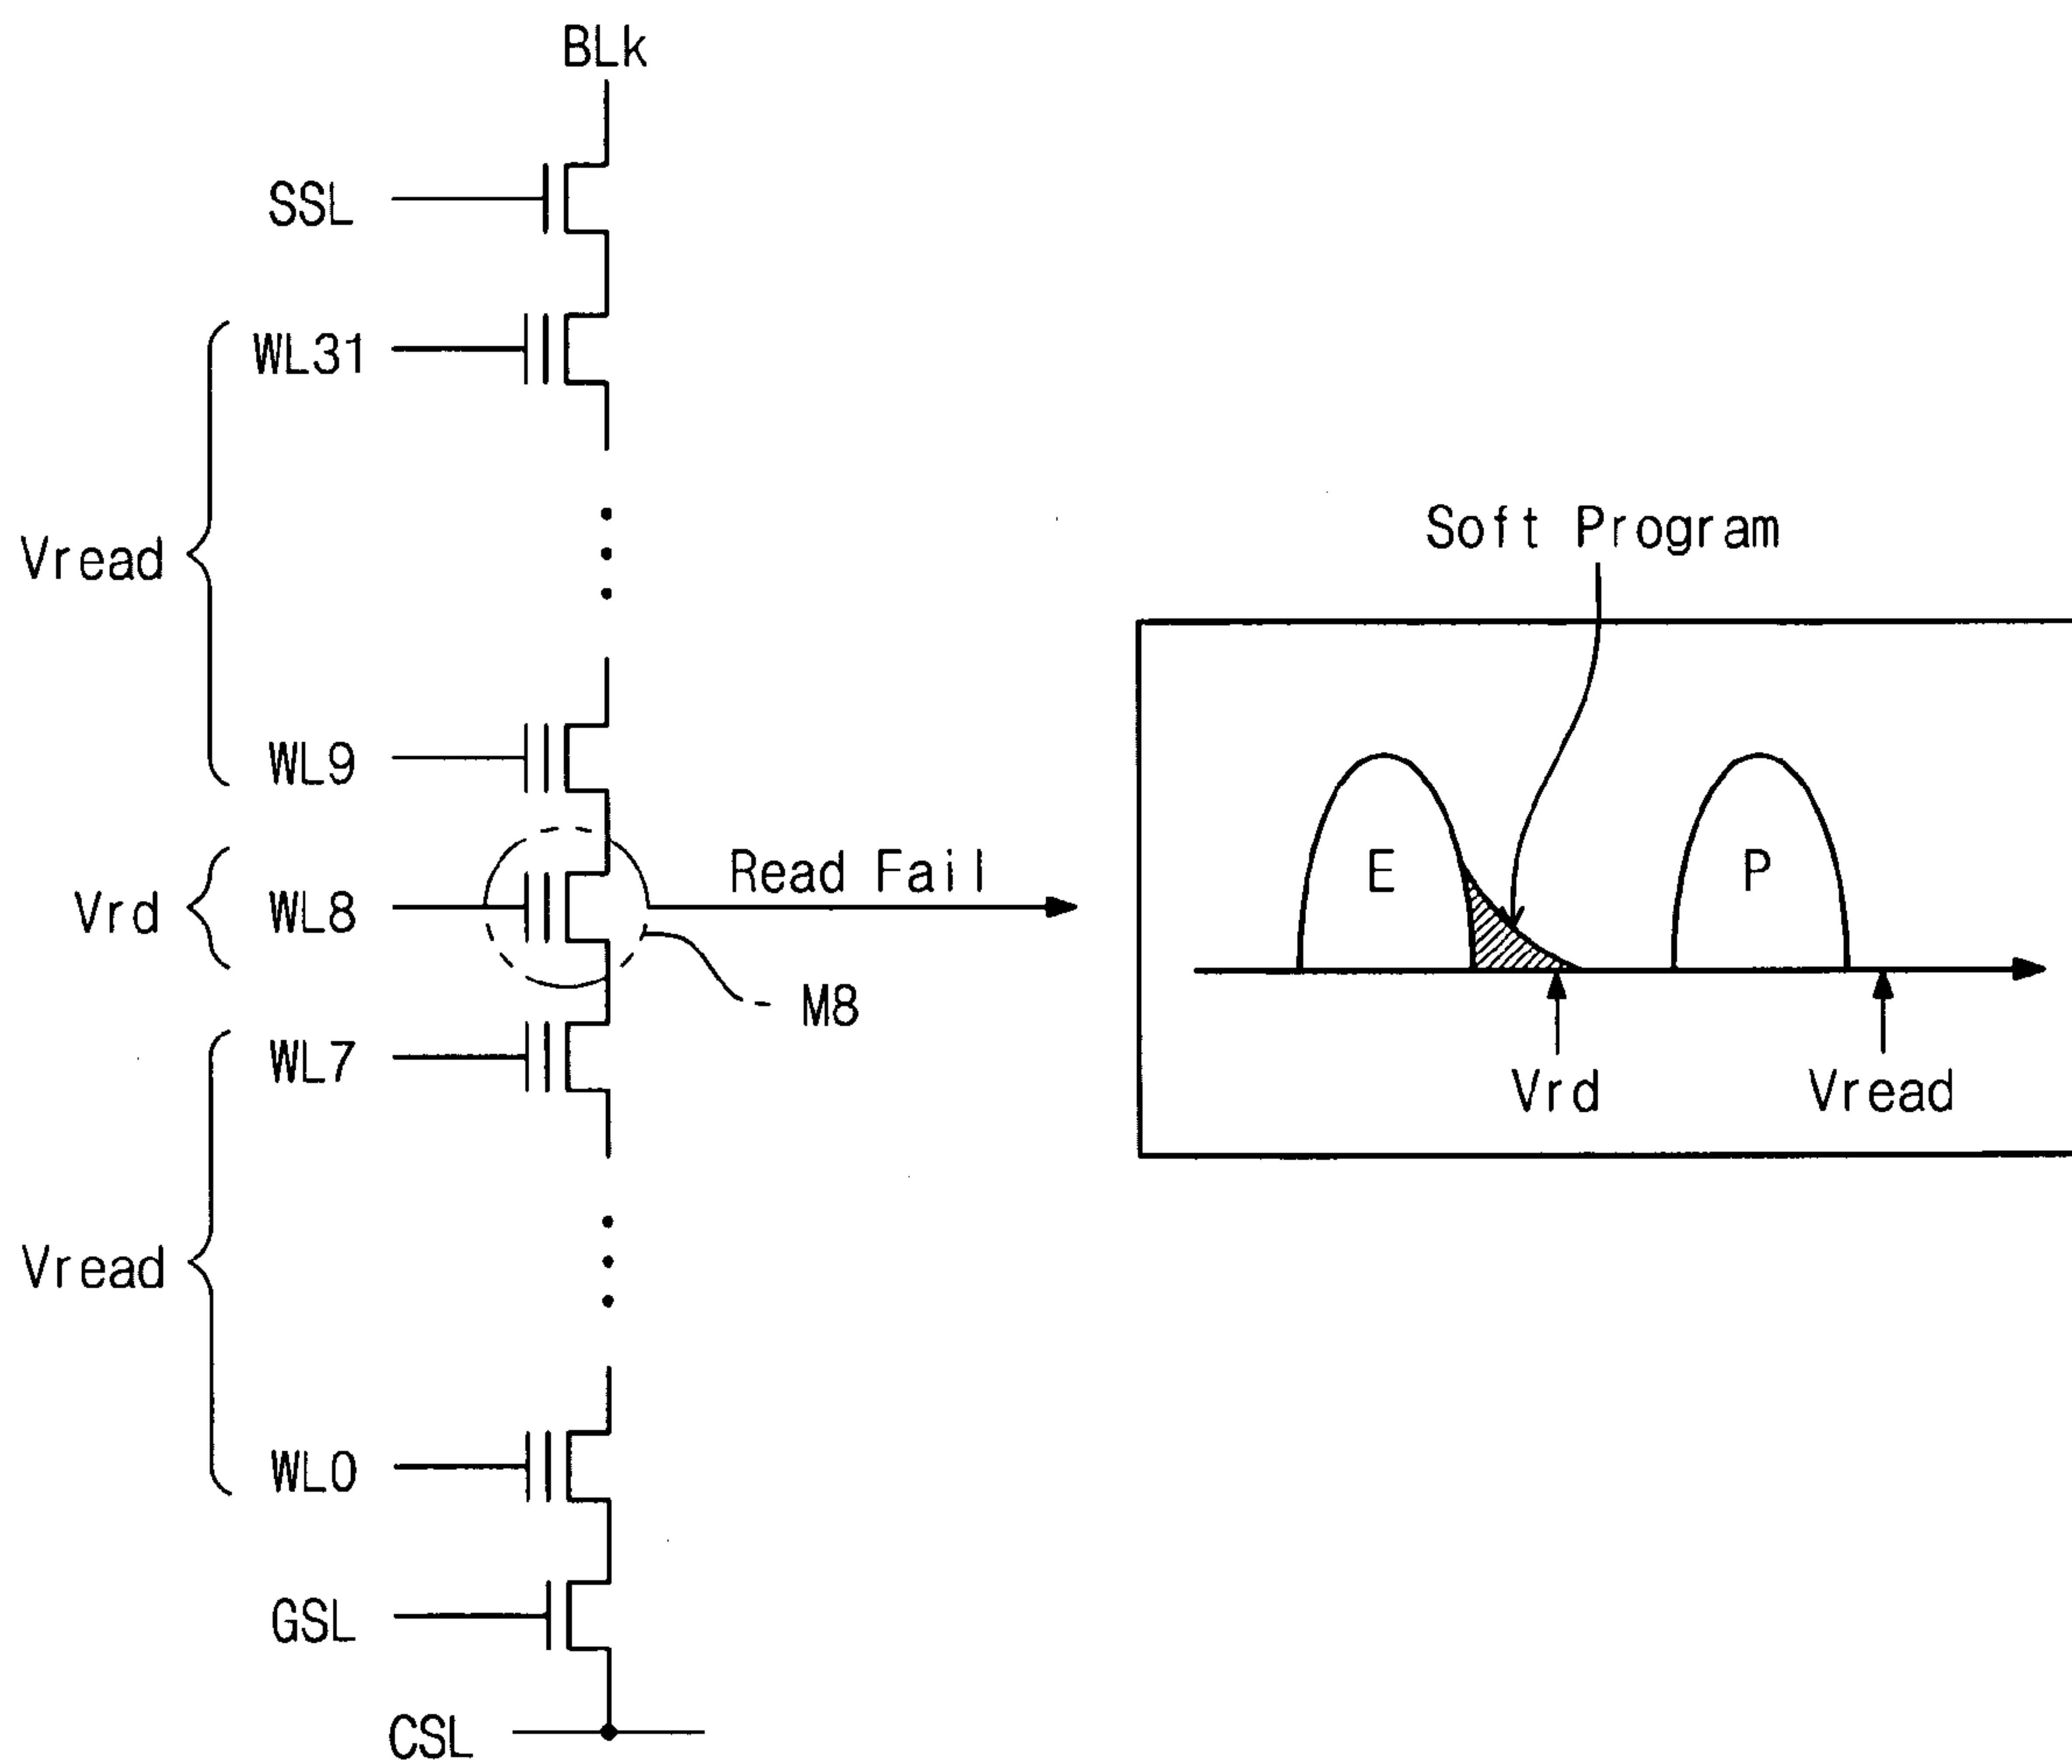 BLk
SSL
WL31
Vread
WL9
Vrd
WL8
Read Fail
M8
WL7
Vread
WL0
GSL
CSL
Soft Program
E
P
Vrd
Vread